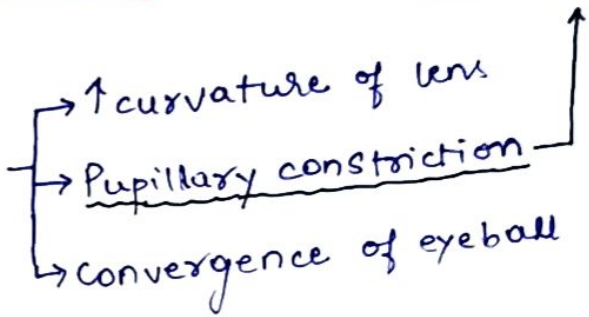 → ↑ curvature of lens
→ Pupillary constriction
→ convergence of eyeball